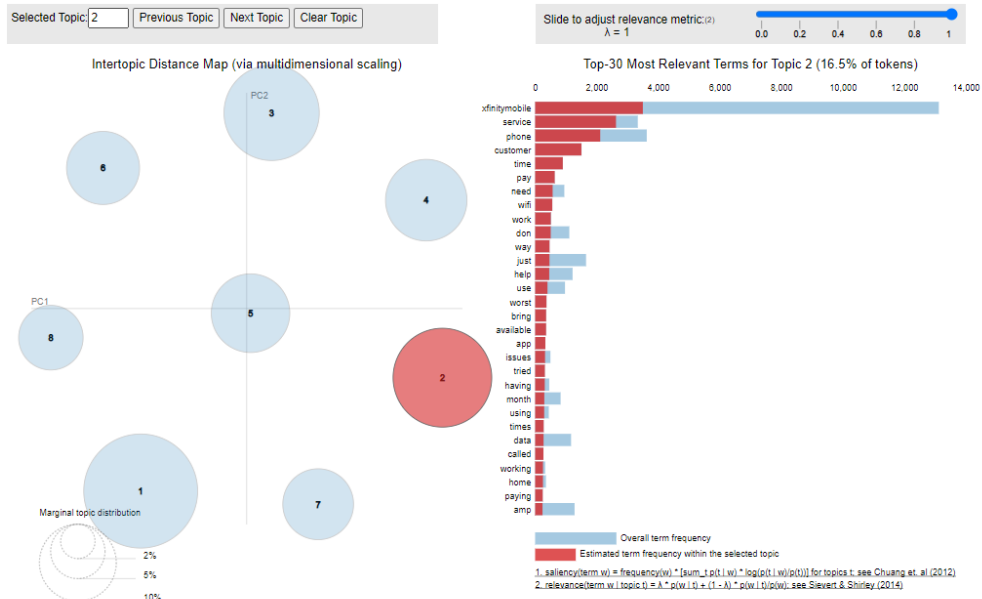 Selected Topic: 2 Previous Topic Next Topic Clear Topic
Slide to adjust relevance metric:(2)
λ = 1
0.0 0.2 0.4 0.6 0.8 1
Intertopic Distance Map (via multidimensional scaling)
PC2
3
6
4
PC1
5
8
2
1
7
Marginal topic distribution
2%
5%
10%
Top-30 Most Relevant Terms for Topic 2 (16.5% of tokens)
0 2,000 4,000 6,000 8,000 10,000 12,000 14,000
xfinitymobile
service
phone
customer
time
pay
need
wifi
work
don
way
just
help
use
worst
bring
available
app
issues
tried
having
month
using
times
data
called
working
home
paying
amp
Overall term frequency
Estimated term frequency within the selected topic
1. saliency(term w) = frequency(w) * [sum_t p(t | w) * log(p(t | w)/p(t))] for topics t; see Chuang et. al (2012)
2. relevance(term w | topic t) = λ * p(w | t) + (1 - λ) * p(w | t)/p(w); see Sievert & Shirley (2014)